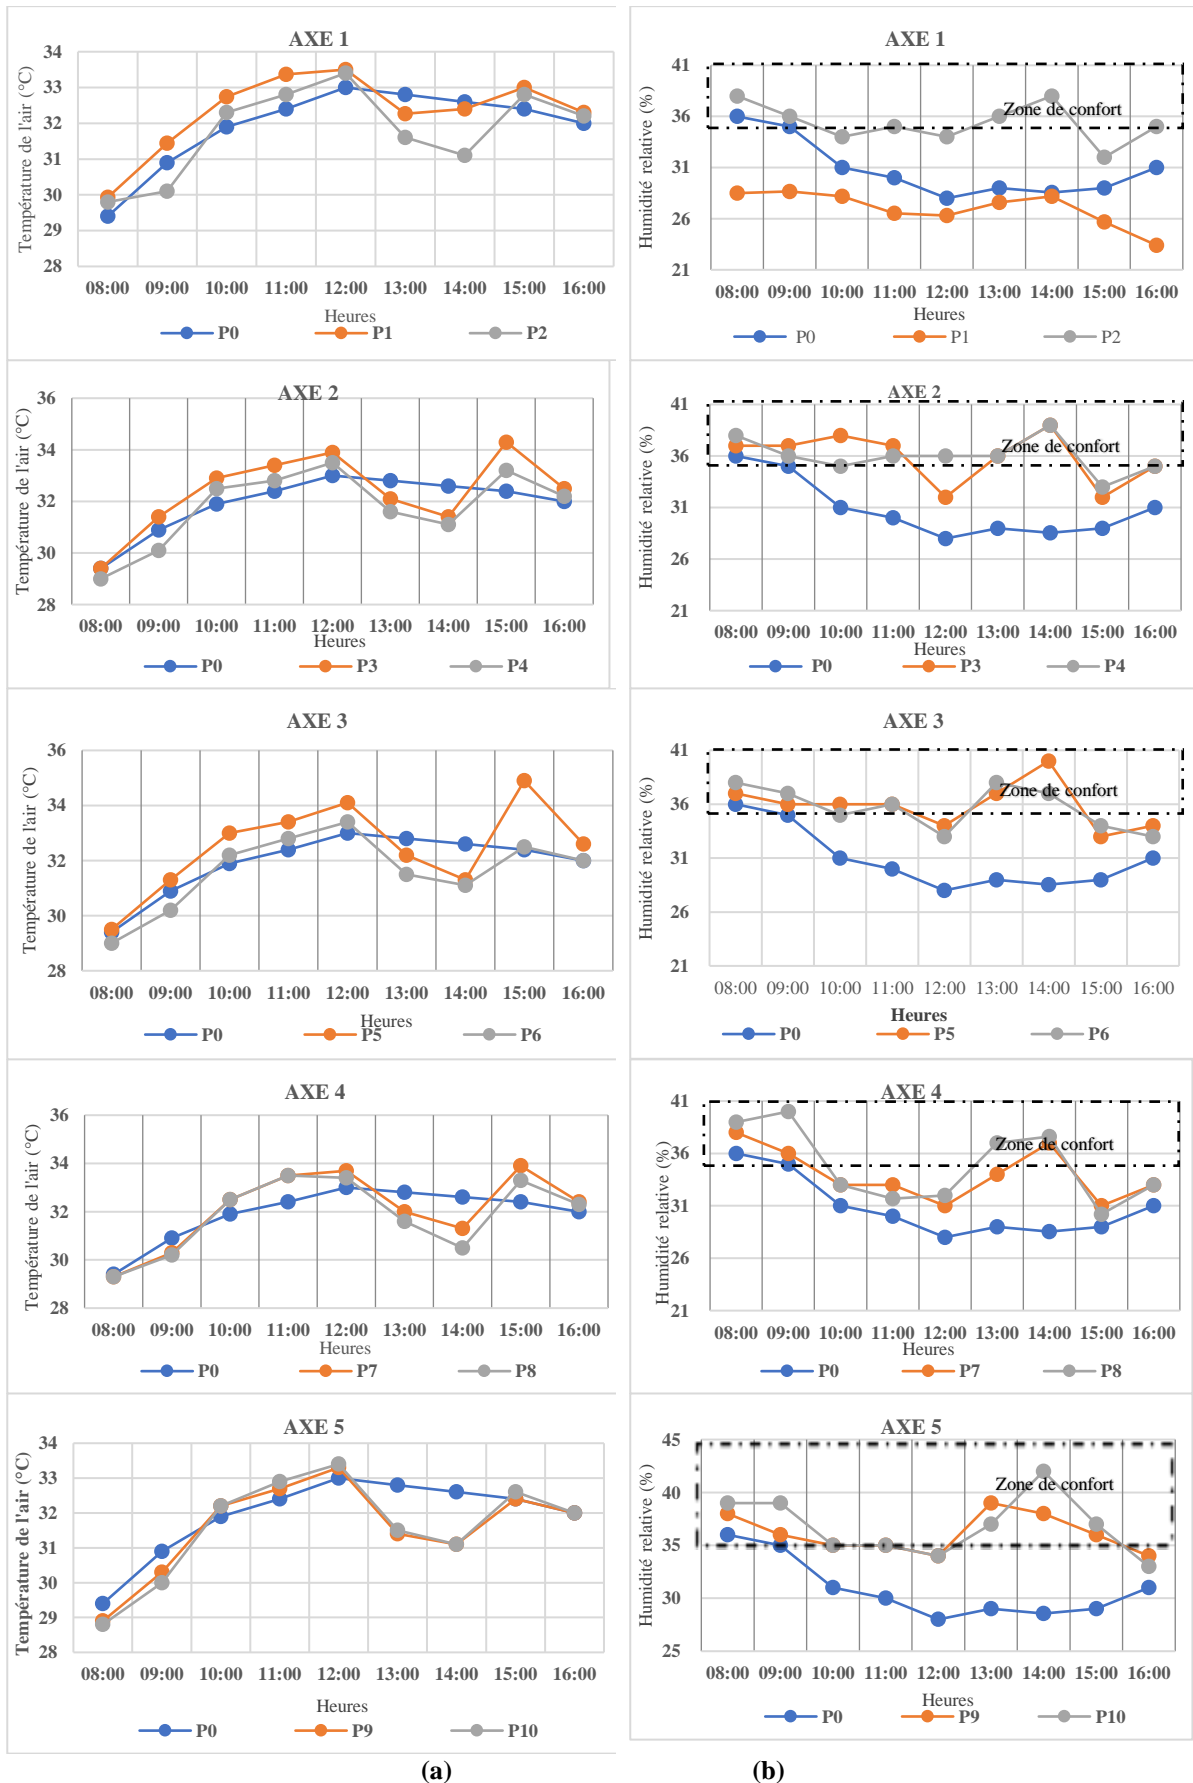 AXE 1
Température de l'air (°C)
34
33
32
31
30
29
28
08:00 09:00 10:00 11:00 12:00 13:00 14:00 15:00 16:00
Heures
P0 P1 P2
AXE 1
Humidité relative (%)
41
36
31
26
21
Zone de confort
08:00 09:00 10:00 11:00 12:00 13:00 14:00 15:00 16:00
Heures
P0 P1 P2
AXE 2
Température de l'air (°C)
36
34
32
30
28
08:00 09:00 10:00 11:00 12:00 13:00 14:00 15:00 16:00
Heures
P0 P3 P4
AXE 2
Humidité relative (%)
41
36
31
26
21
Zone de confort
08:00 09:00 10:00 11:00 12:00 13:00 14:00 15:00 16:00
Heures
P0 P3 P4
AXE 3
Température de l'air (°C)
36
34
32
30
28
08:00 09:00 10:00 11:00 12:00 13:00 14:00 15:00 16:00
Heures
P0 P5 P6
AXE 3
Humidité relative (%)
41
36
31
26
21
Zone de confort
08:00 09:00 10:00 11:00 12:00 13:00 14:00 15:00 16:00
Heures
P0 P5 P6
AXE 4
Température de l'air (°C)
36
34
32
30
28
08:00 09:00 10:00 11:00 12:00 13:00 14:00 15:00 16:00
Heures
P0 P7 P8
AXE 4
Humidité relative (%)
41
36
31
26
21
Zone de confort
08:00 09:00 10:00 11:00 12:00 13:00 14:00 15:00 16:00
Heures
P0 P7 P8
AXE 5
Température de l'air (°C)
34
33
32
31
30
29
28
08:00 09:00 10:00 11:00 12:00 13:00 14:00 15:00 16:00
Heures
P0 P9 P10
AXE 5
Humidité relative (%)
45
40
35
30
25
Zone de confort
08:00 09:00 10:00 11:00 12:00 13:00 14:00 15:00 16:00
Heures
P0 P9 P10
(a) (b)